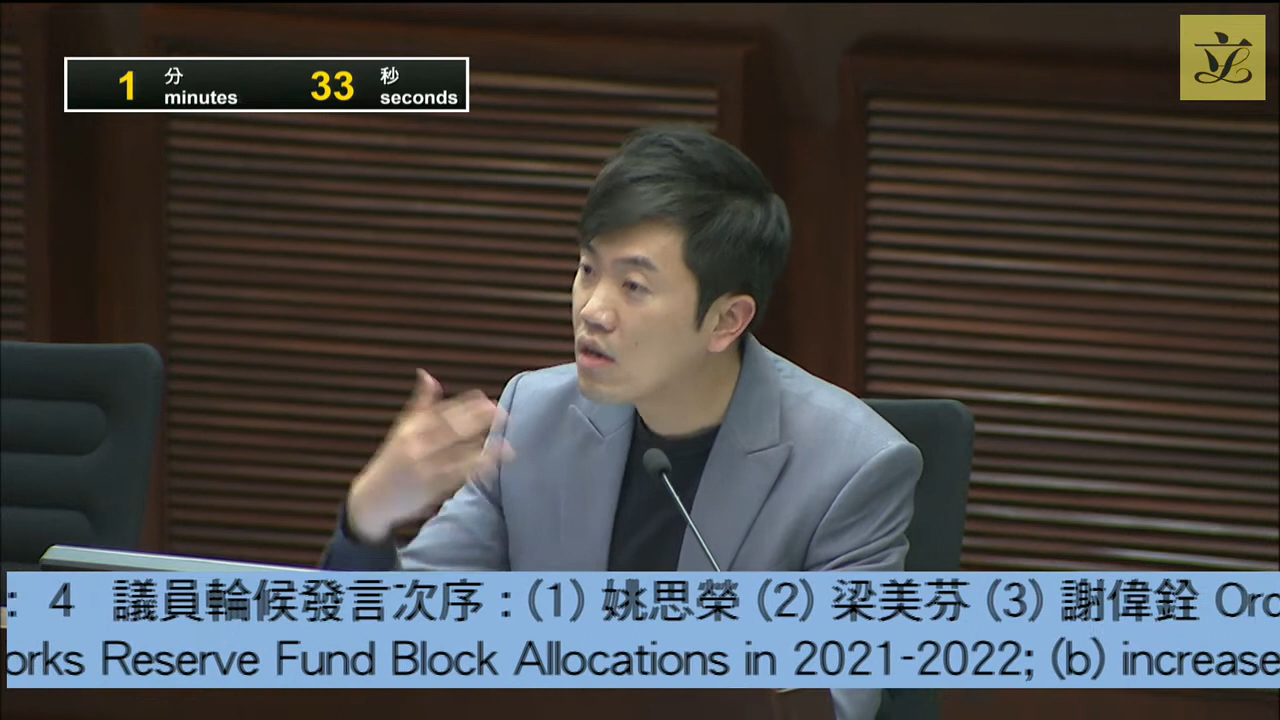 1 分 minutes 33 秒 seconds
立
: 4 議員輪候發言次序 : (1) 姚思榮 (2) 梁美芬 (3) 謝偉銓 Orc
orks Reserve Fund Block Allocations in 2021-2022; (b) increase